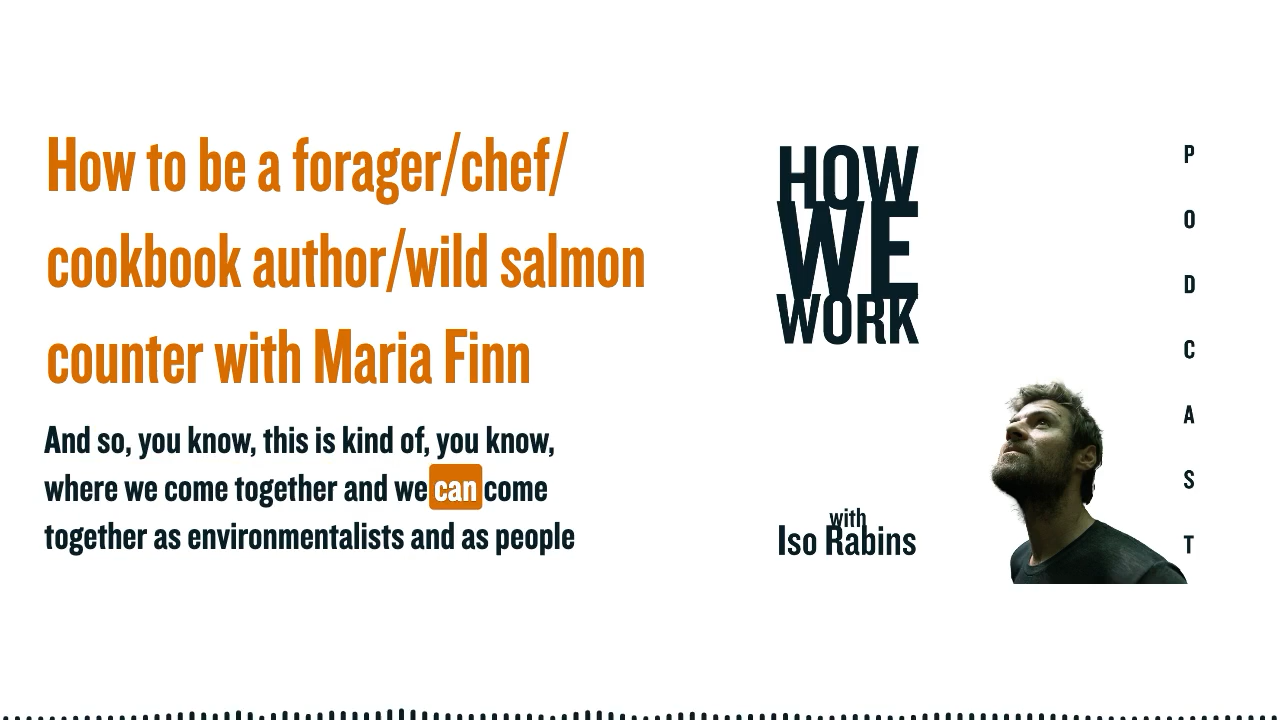 How to be a forager/chef/
cookbook author/wild salmon
counter with Maria Finn
And so, you know, this is kind of, you know,
where we come together and we can come
together as environmentalists and as people
HOW
WE
WORK
with
Iso Rabins
PODCAST